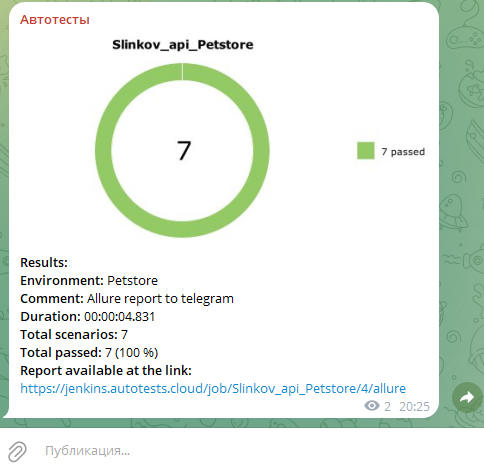 Автотесты
Slinkov_api_Petstore
7
7 passed
Results:
Environment: Petstore
Comment: Allure report to telegram
Duration: 00:00:04.831
Total scenarios: 7
Total passed: 7 (100 %)
Report available at the link:
https://jenkins.autotests.cloud/job/Slinkov_api_Petstore/4/allure
2 20:25
Публикация...